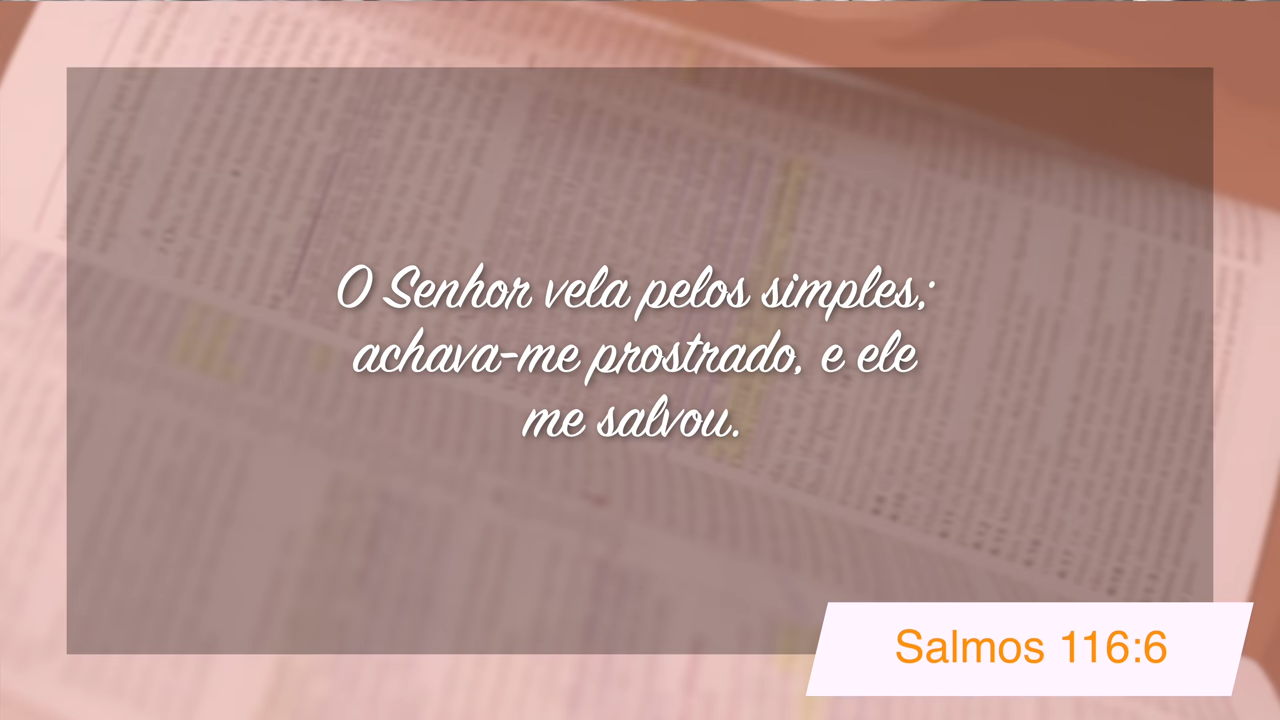 O Senhor vela pelos simples;
achava-me prostrado, e ele
me salvou.
Salmos 116:6